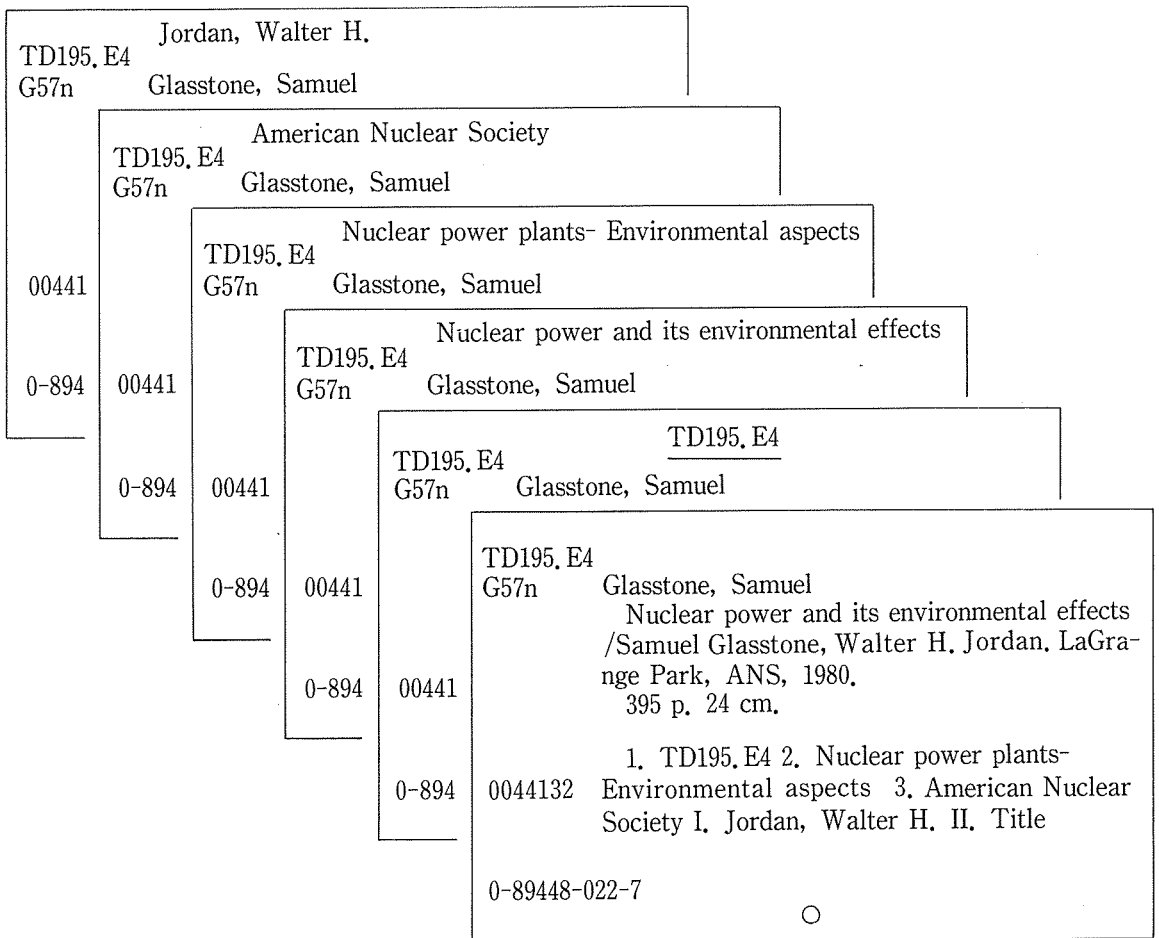 Jordan, Walter H.
TD195. E4
G57n Glasstone, Samuel
00441
0-894
American Nuclear Society
TD195. E4
G57n Glasstone, Samuel
00441
0-894
Nuclear power plants- Environmental aspects
TD195. E4
G57n Glasstone, Samuel
00441
0-894
Nuclear power and its environmental effects
TD195. E4
G57n Glasstone, Samuel
00441
0-894
TD195. E4
TD195. E4
G57n Glasstone, Samuel
00441
0-894
TD195. E4
G57n Glasstone, Samuel
Nuclear power and its environmental effects
/Samuel Glasstone, Walter H. Jordan. LaGra-
nge Park, ANS, 1980.
395 p. 24 cm.
1. TD195. E4 2. Nuclear power plants-
0044132 Environmental aspects 3. American Nuclear
Society I. Jordan, Walter H. II. Title
0-89448-022-7